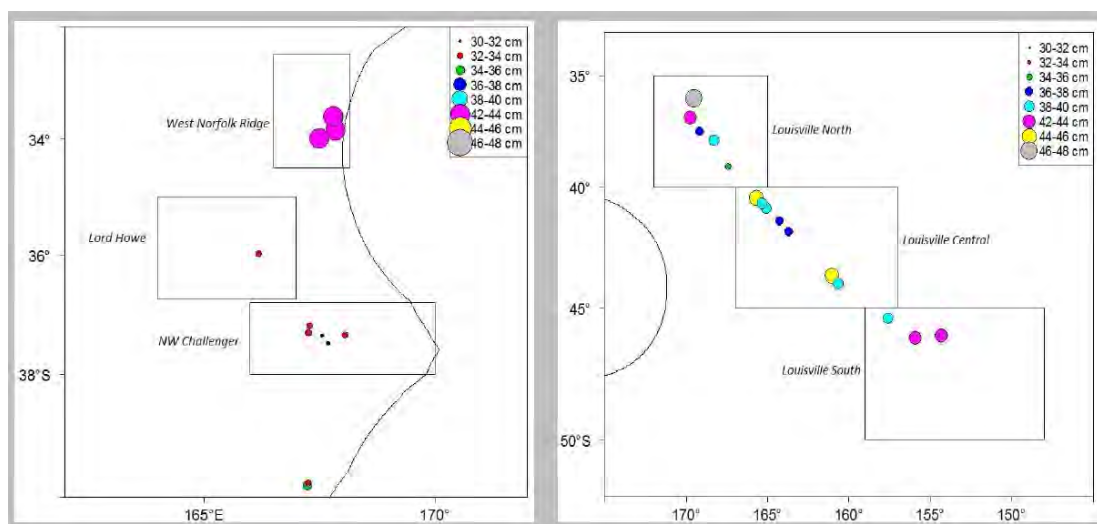 30-32 cm
32-34 cm
34-36 cm
36-38 cm
38-40 cm
42-44 cm
44-46 cm
46-48 cm
West Norfolk Ridge
34°
Lord Howe
36°
NW Challenger
38°S
165°E
170°
30-32 cm
32-34 cm
34-36 cm
36-38 cm
38-40 cm
42-44 cm
44-46 cm
46-48 cm
35°
Louisville North
40°
Louisville Central
45°
Louisville South
50°S
170°
165°
160°
155°
150°